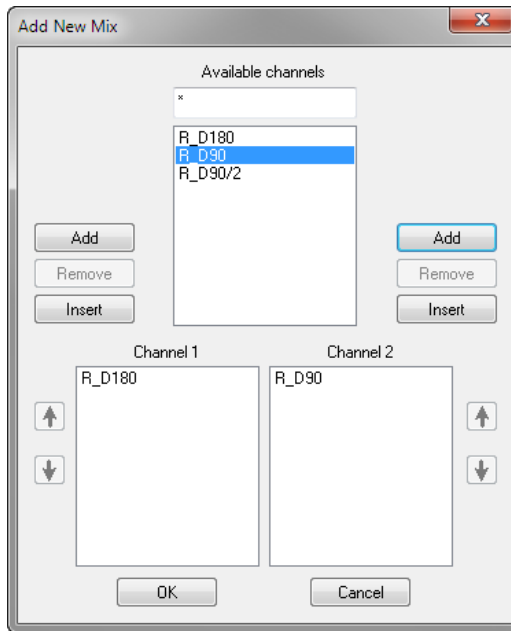 Add New Mix
Available channels
*
R_D180
R_D90
R_D90/2
Add
Add
Remove
Remove
Insert
Insert
Channel 1
Channel 2
R_D180
R_D90
OK
Cancel